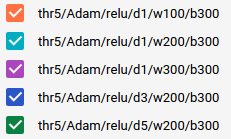 thr5/Adam/relu/d1/w100/b300
thr5/Adam/relu/d1/w200/b300
thr5/Adam/relu/d1/w300/b300
thr5/Adam/relu/d3/w200/b300
thr5/Adam/relu/d5/w200/b300